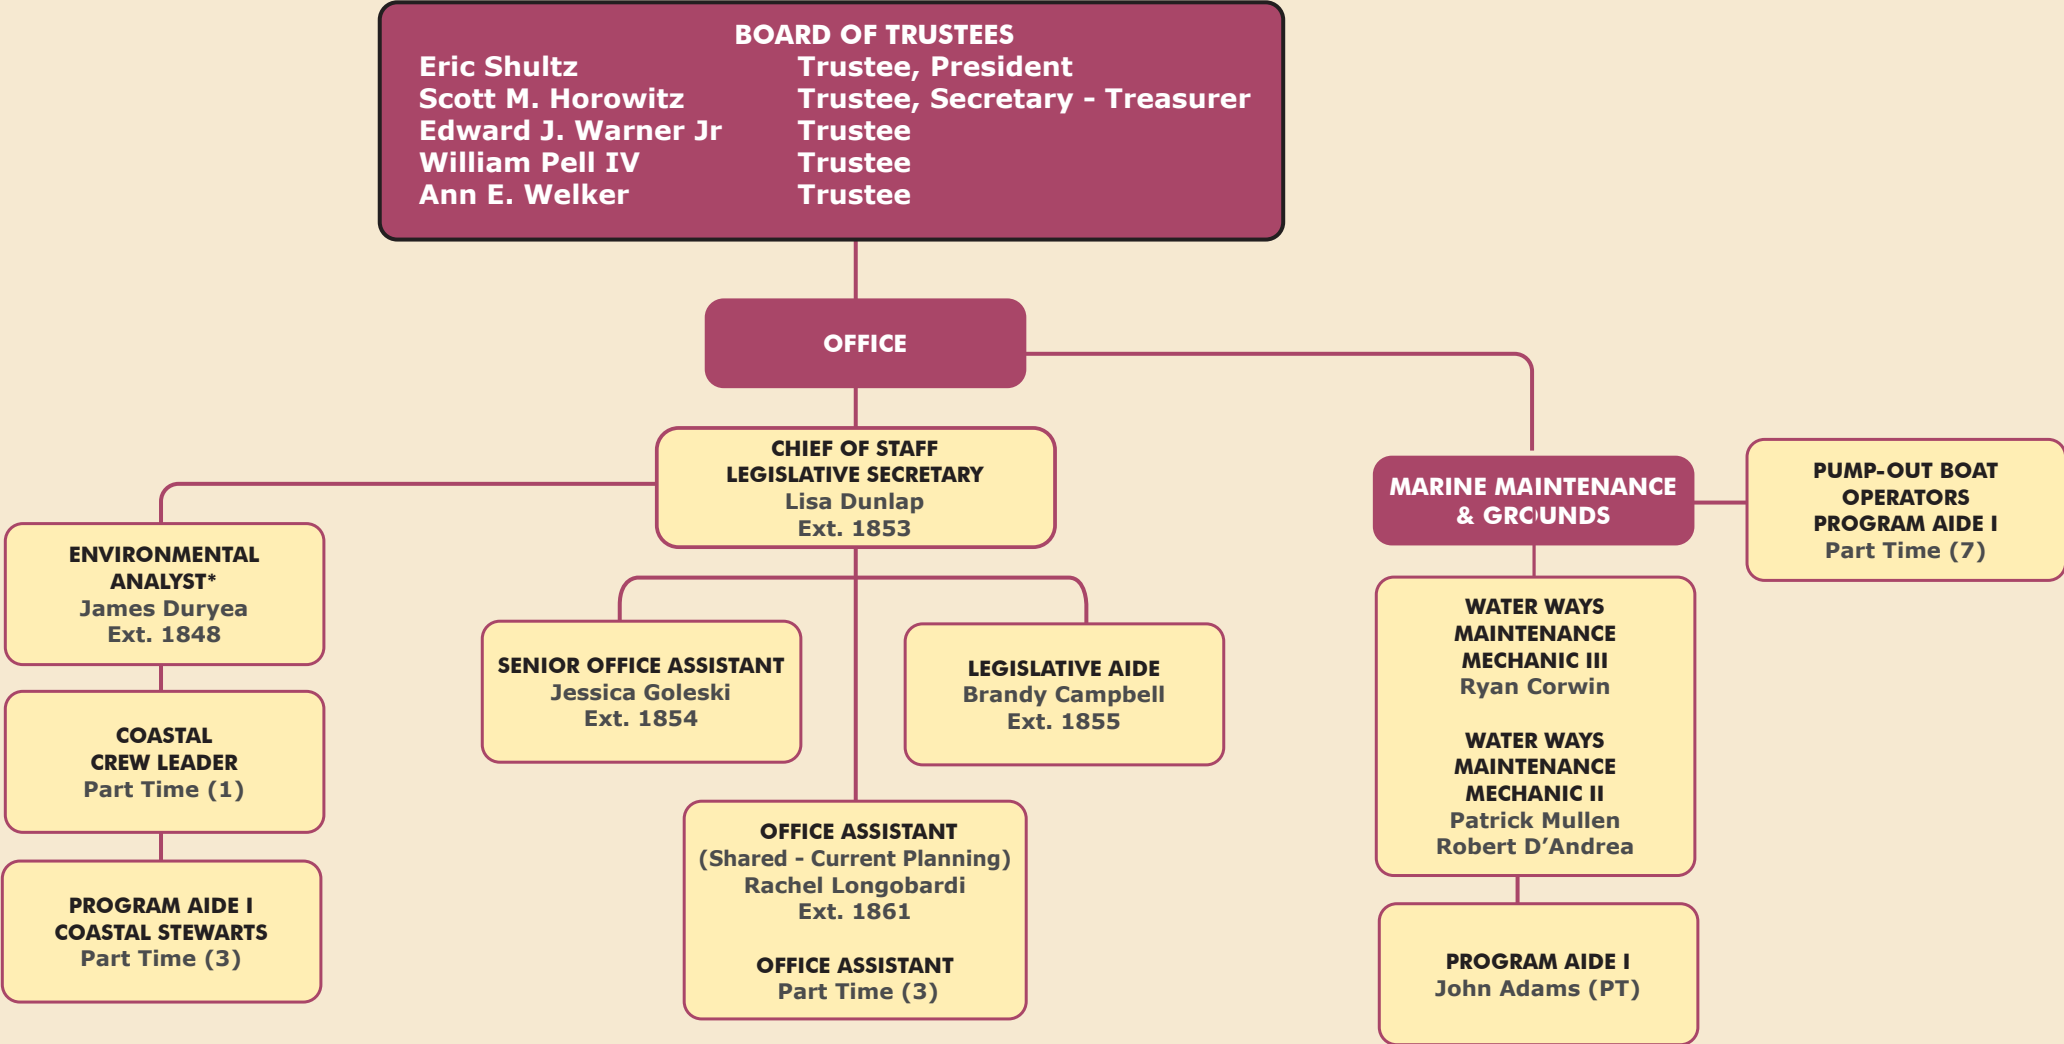 BOARD OF TRUSTEES
Eric Shultz Trustee, President
Scott M. Horowitz Trustee, Secretary - Treasurer
Edward J. Warner Jr Trustee
William Pell IV Trustee
Ann E. Welker Trustee
OFFICE
CHIEF OF STAFF
LEGISLATIVE SECRETARY
Lisa Dunlap
Ext. 1853
ENVIRONMENTAL
ANALYST*
James Duryea
Ext. 1848
COASTAL
CREW LEADER
Part Time (1)
PROGRAM AIDE I
COASTAL STEWARTS
Part Time (3)
SENIOR OFFICE ASSISTANT
Jessica Goleski
Ext. 1854
LEGISLATIVE AIDE
Brandy Campbell
Ext. 1855
OFFICE ASSISTANT
(Shared - Current Planning)
Rachel Longobardi
Ext. 1861
OFFICE ASSISTANT
Part Time (3)
MARINE MAINTENANCE
& GROUNDS
PUMP-OUT BOAT
OPERATORS
PROGRAM AIDE I
Part Time (7)
WATER WAYS
MAINTENANCE
MECHANIC III
Ryan Corwin
WATER WAYS
MAINTENANCE
MECHANIC II
Patrick Mullen
Robert D’Andrea
PROGRAM AIDE I
John Adams (PT)